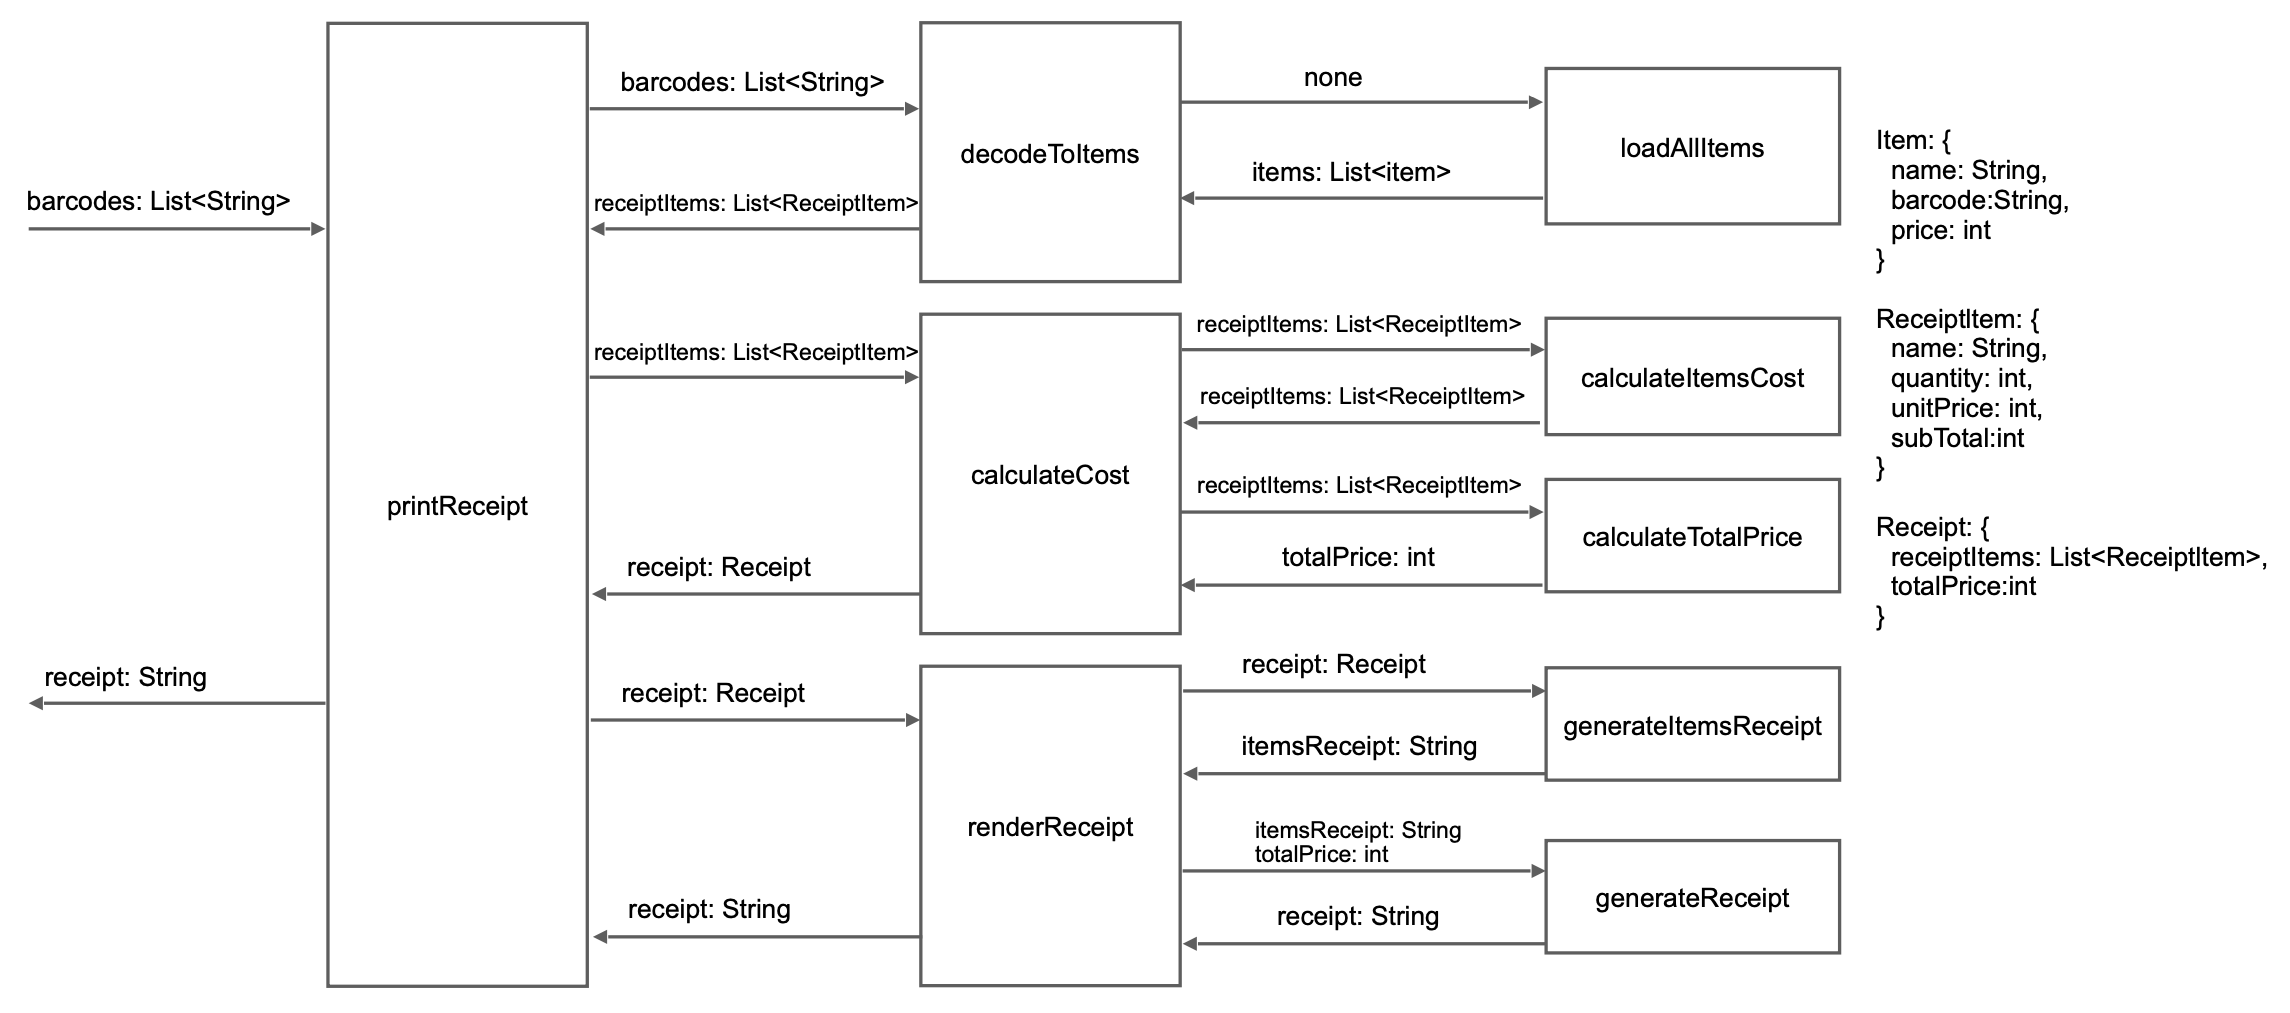 barcodes: List<String>
receipt: String
printReceipt
barcodes: List<String>
receiptItems: List<ReceiptItem>
receiptItems: List<ReceiptItem>
receipt: Receipt
receipt: Receipt
receipt: String
decodeToItems
calculateCost
renderReceipt
none
items: List<item>
receiptItems: List<ReceiptItem>
receiptItems: List<ReceiptItem>
receiptItems: List<ReceiptItem>
totalPrice: int
receipt: Receipt
itemsReceipt: String
itemsReceipt: String
totalPrice: int
receipt: String
loadAllItems
calculateItemsCost
calculateTotalPrice
generateItemsReceipt
generateReceipt
Item: {
name: String,
barcode:String,
price: int
}
ReceiptItem: {
name: String,
quantity: int,
unitPrice: int,
subTotal:int
}
Receipt: {
receiptItems: List<ReceiptItem>,
totalPrice:int
}